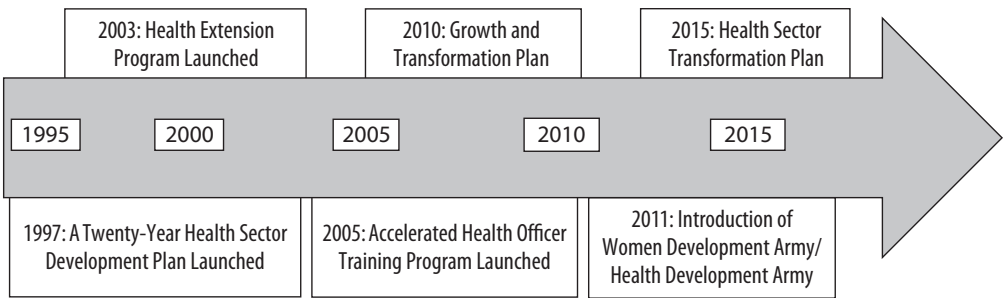 2003: Health Extension
Program Launched
2010: Growth and
Transformation Plan
2015: Health Sector
Transformation Plan
1995
2000
2005
2010
2015
1997: A Twenty-Year Health Sector
Development Plan Launched
2005: Accelerated Health Officer
Training Program Launched
2011: Introduction of
Women Development Army/
Health Development Army